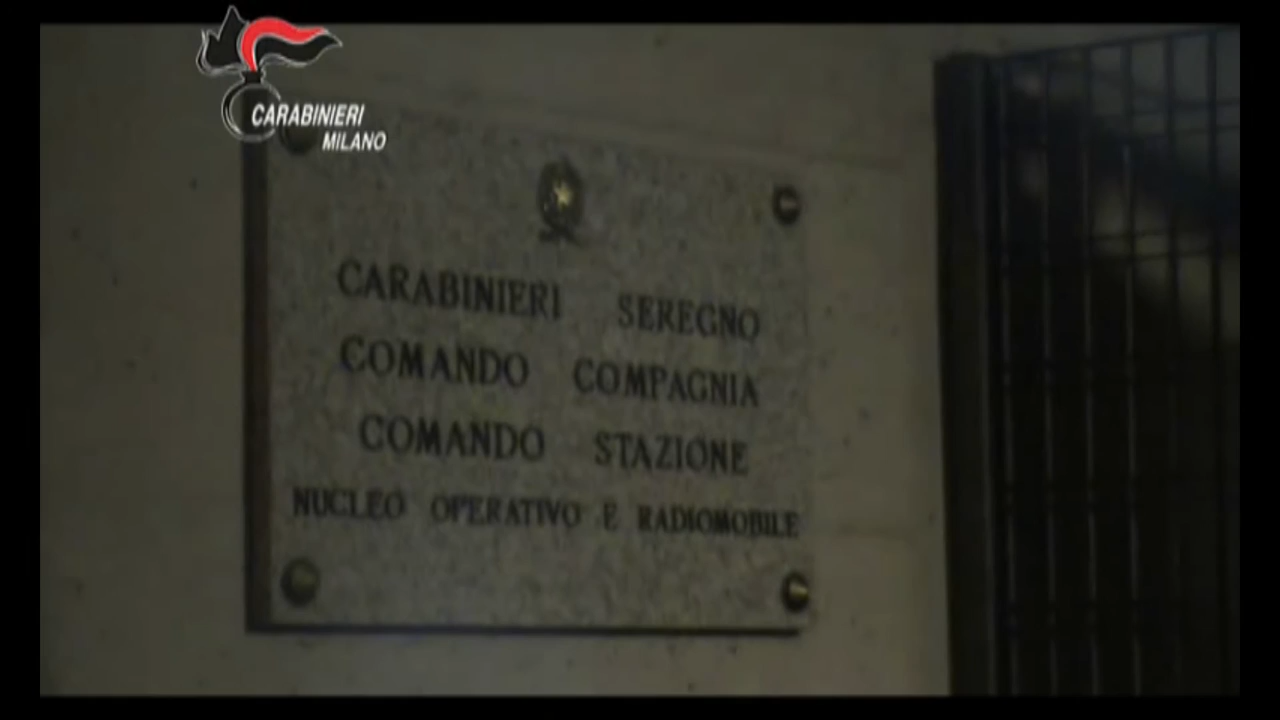 CARABINIERI
MILANO
CARABINIERI SEREGNO
COMANDO COMPAGNIA
COMANDO STAZIONE
NUCLEO OPERATIVO E RADIOMOBILE